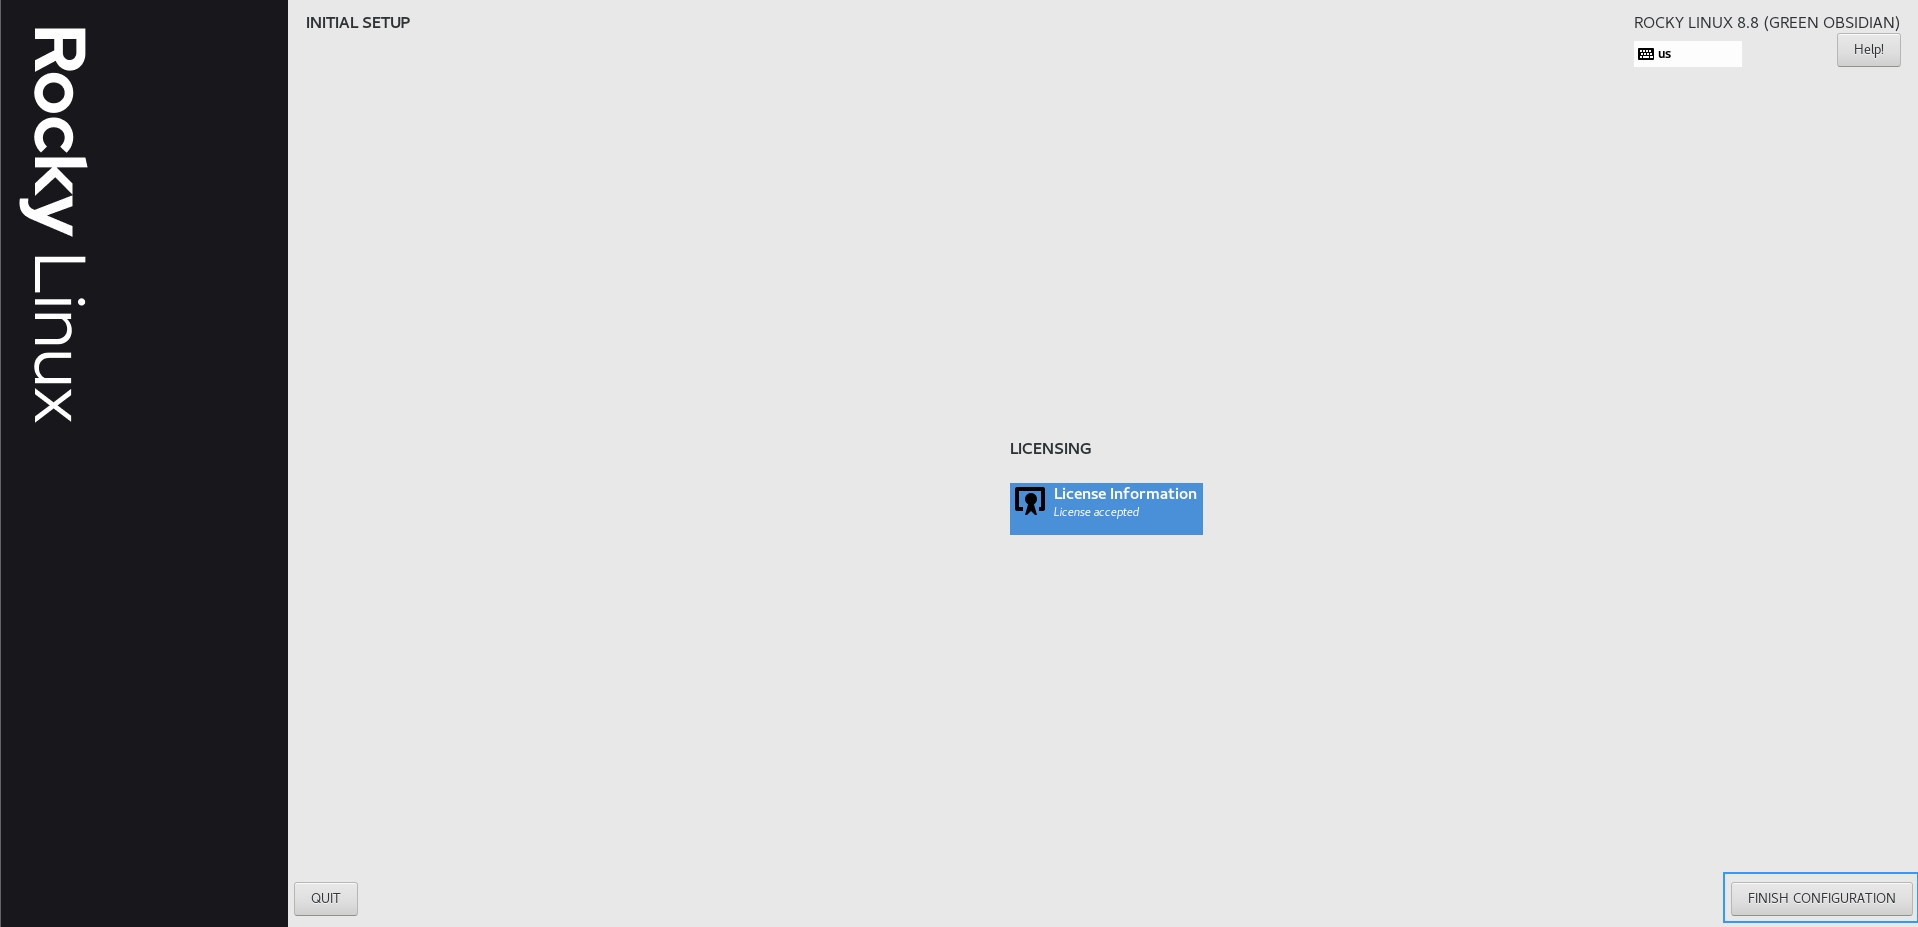 Rocky Linux
INITIAL SETUP
ROCKY LINUX 8.8 (GREEN OBSIDIAN)
us
Help!
LICENSING
License Information
License accepted
QUIT
FINISH CONFIGURATION